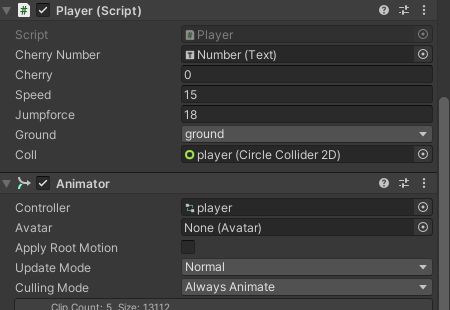 Player (Script)
Script Player
Cherry Number Number (Text)
Cherry 0
Speed 15
Jumpforce 18
Ground ground
Coll player (Circle Collider 2D)
Animator
Controller player
Avatar None (Avatar)
Apply Root Motion
Update Mode Normal
Culling Mode Always Animate
Clip Count: 5, Size: 13112